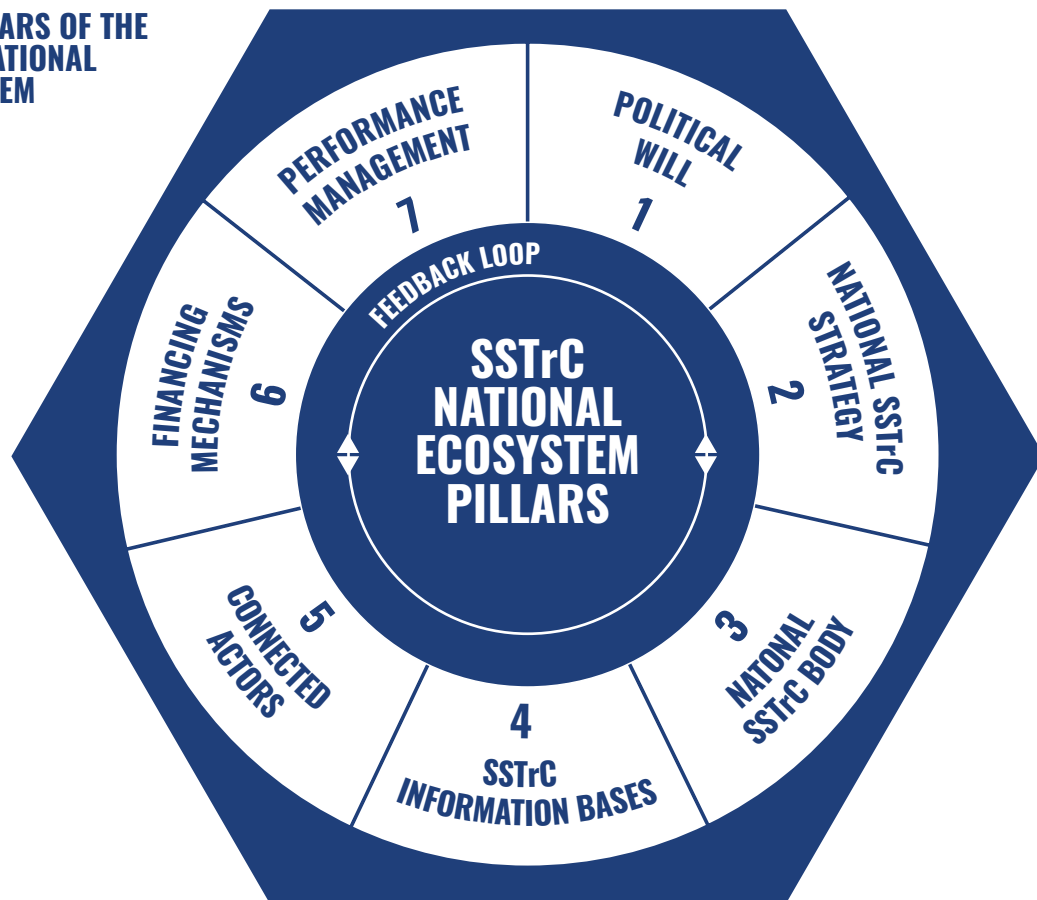 ARS OF THE
ATIONAL
EM
POLITICAL
WILL
1
NATIONAL SSTrC
STRATEGY
2
3
NATONAL
SSTrC BODY
4
SSTrC
INFORMATION BASES
5
CONNECTED
ACTORS
FINANCING
MECHANISMS
6
PERFORMANCE
MANAGEMENT
7
FEEDBACK LOOP
SSTrC
NATIONAL
ECOSYSTEM
PILLARS